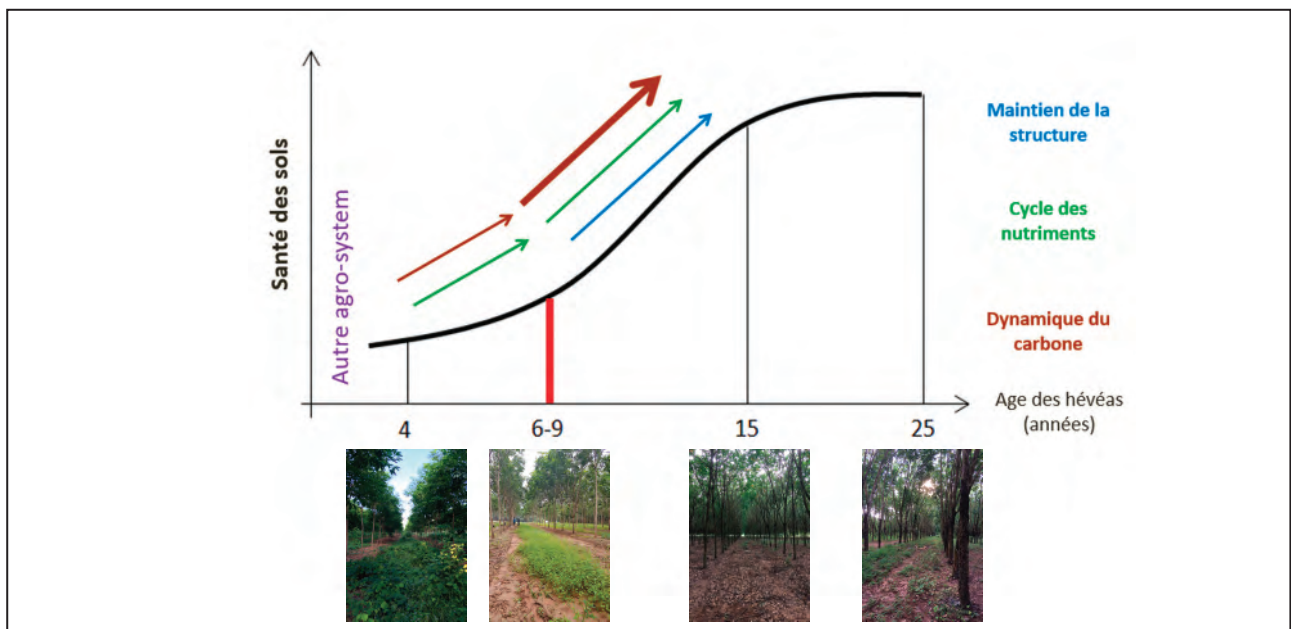 Santé des sols
Autre agro-system
Maintien de la
structure
Cycle des
nutriments
Dynamique du
carbone
Age des hévéas
(années)
4
6-9
15
25